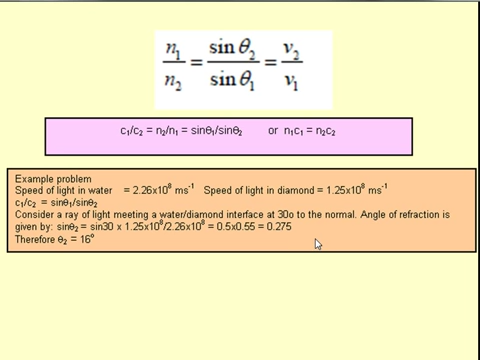 n₁/n₂ = sin θ₂/sin θ₁ = v₂/v₁
c₁/c₂ = n₂/n₁ = sinθ₁/sinθ₂ or n₁c₁ = n₂c₂
Example problem
Speed of light in water = 2.26x10⁸ ms⁻¹ Speed of light in diamond = 1.25x10⁸ ms⁻¹
c₁/c₂ = sinθ₁/sinθ₂
Consider a ray of light meeting a water/diamond interface at 30o to the normal. Angle of refraction is
given by: sinθ₂ = sin30 x 1.25x10⁸/2.26x10⁸ = 0.5x0.55 = 0.275
Therefore θ₂ = 16°